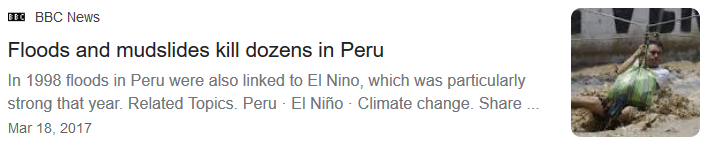 BBC BBC News
Floods and mudslides kill dozens in Peru
In 1998 floods in Peru were also linked to El Nino, which was particularly
strong that year. Related Topics. Peru · El Niño · Climate change. Share ...
Mar 18, 2017